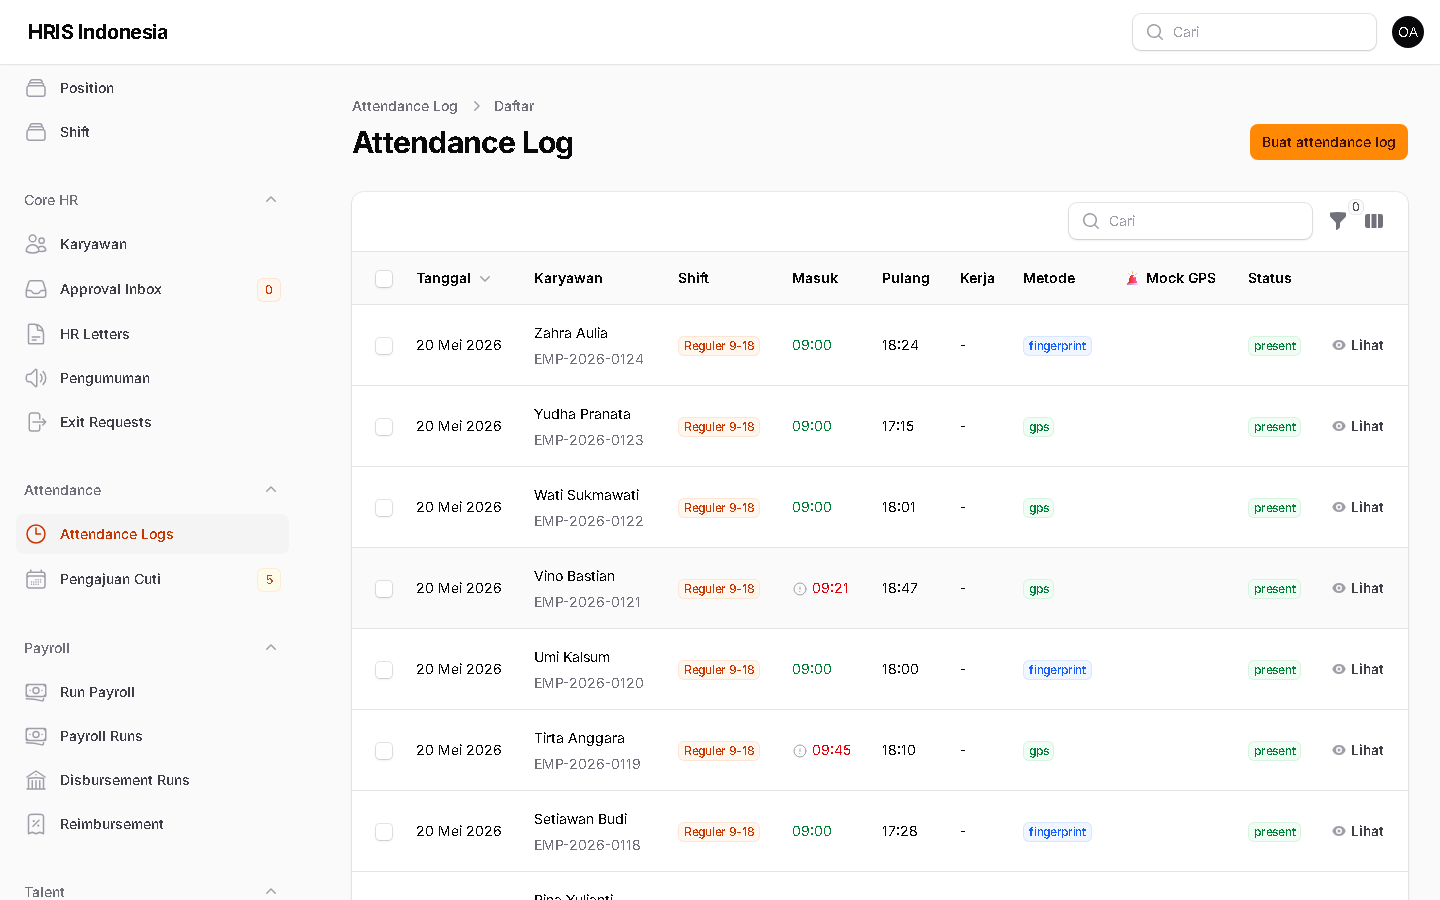 HRIS Indonesia
Cari
OA
Position
Shift
Core HR
Karyawan
Approval Inbox 0
HR Letters
Pengumuman
Exit Requests
Attendance
Attendance Logs
Pengajuan Cuti 5
Payroll
Run Payroll
Payroll Runs
Disbursement Runs
Reimbursement
Talent
Attendance Log > Daftar
Attendance Log
Buat attendance log
Cari
0
Tanggal Karyawan Shift Masuk Pulang Kerja Metode 🚨 Mock GPS Status
20 Mei 2026 Zahra Aulia Reguler 9-18 09:00 18:24 - fingerprint present Lihat
EMP-2026-0124
20 Mei 2026 Yudha Pranata Reguler 9-18 09:00 17:15 - gps present Lihat
EMP-2026-0123
20 Mei 2026 Wati Sukmawati Reguler 9-18 09:00 18:01 - gps present Lihat
EMP-2026-0122
20 Mei 2026 Vino Bastian Reguler 9-18 09:21 18:47 - gps present Lihat
EMP-2026-0121
20 Mei 2026 Umi Kalsum Reguler 9-18 09:00 18:00 - fingerprint present Lihat
EMP-2026-0120
20 Mei 2026 Tirta Anggara Reguler 9-18 09:45 18:10 - gps present Lihat
EMP-2026-0119
20 Mei 2026 Setiawan Budi Reguler 9-18 09:00 17:28 - fingerprint present Lihat
EMP-2026-0118